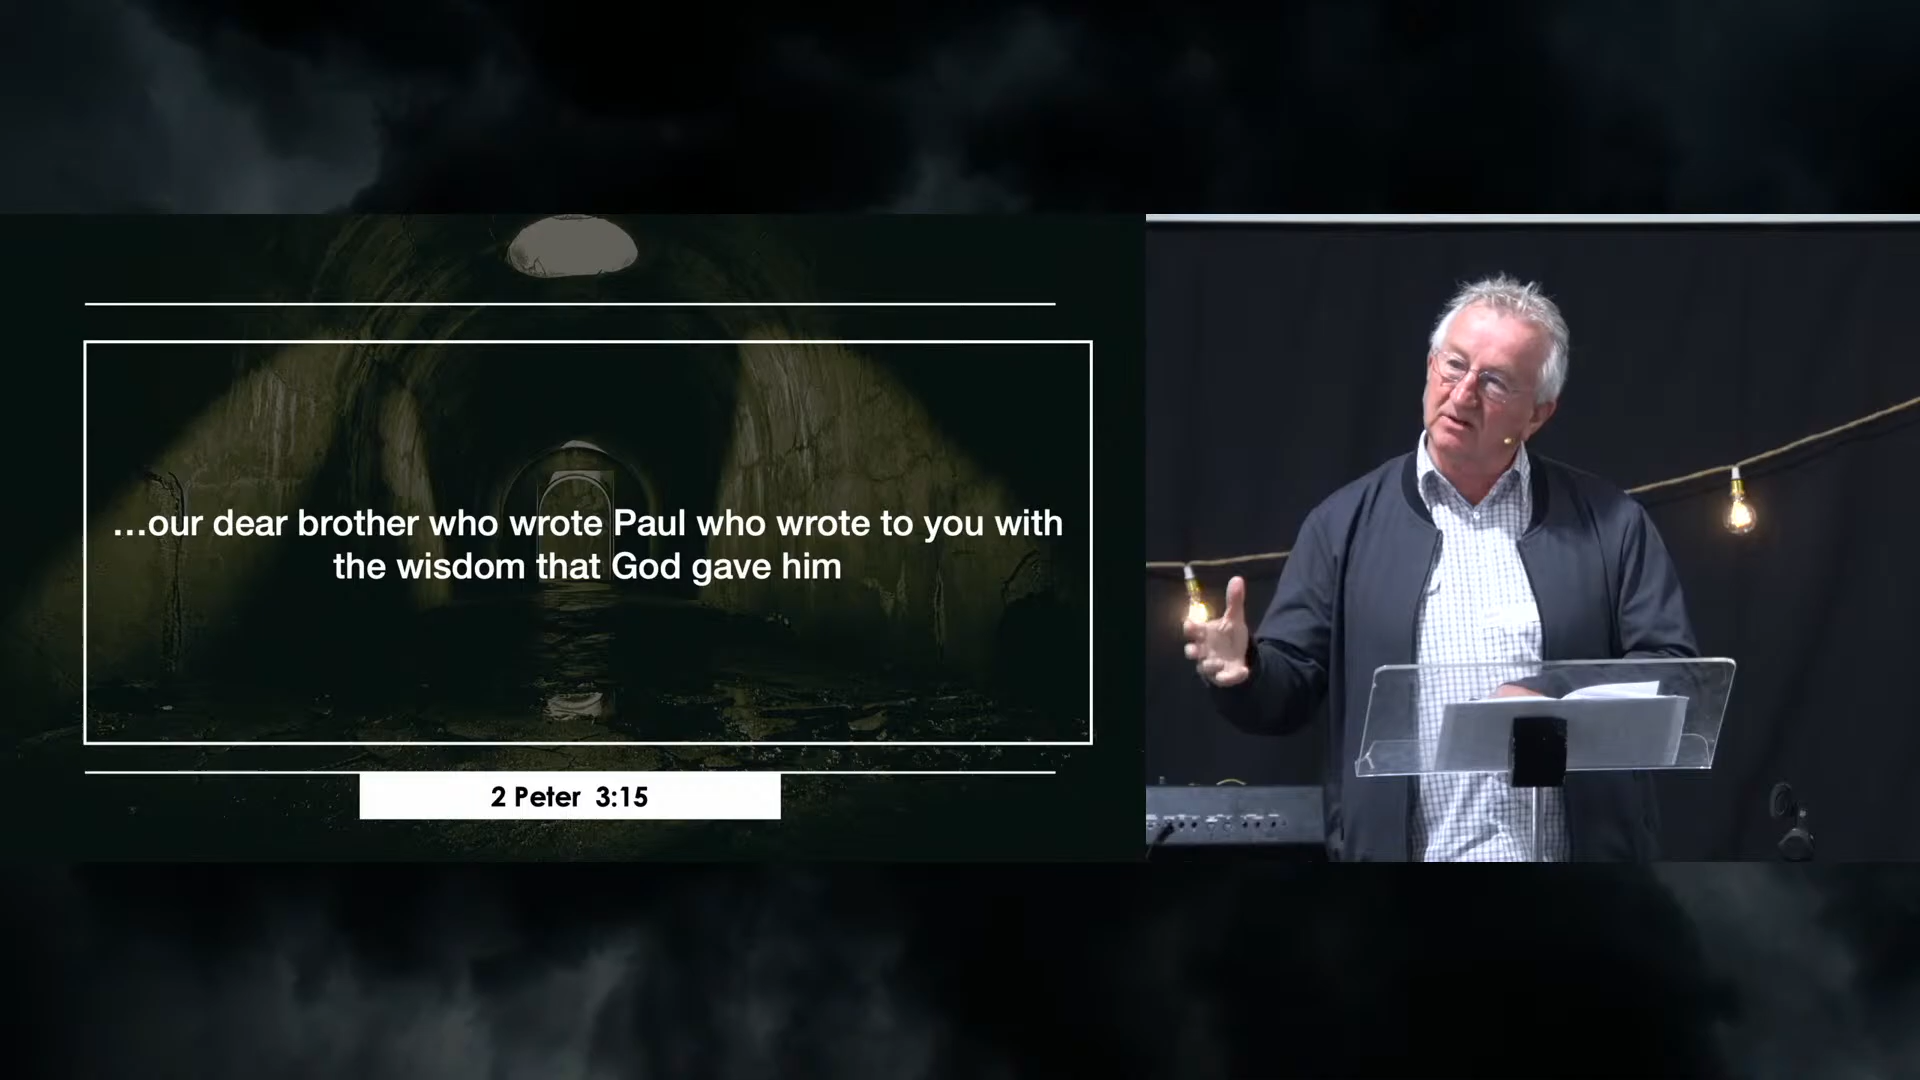 ...our dear brother who wrote Paul who wrote to you with
the wisdom that God gave him
2 Peter 3:15